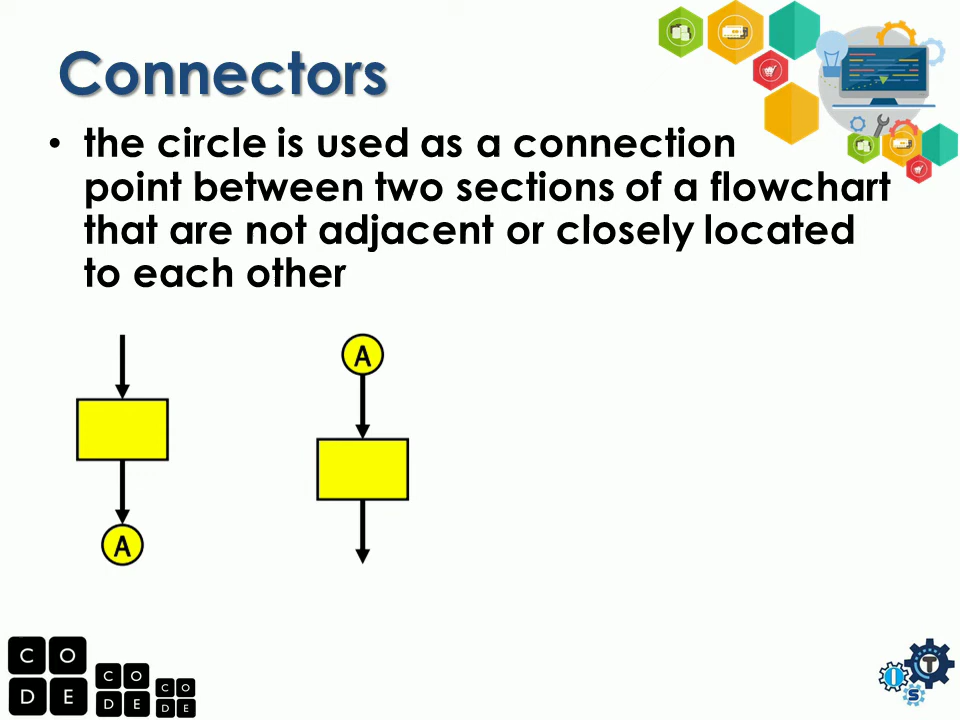 Connectors
• the circle is used as a connection
point between two sections of a flowchart
that are not adjacent or closely located
to each other
A
A
C O
D E
C O
D E
C O
D E
I T
S